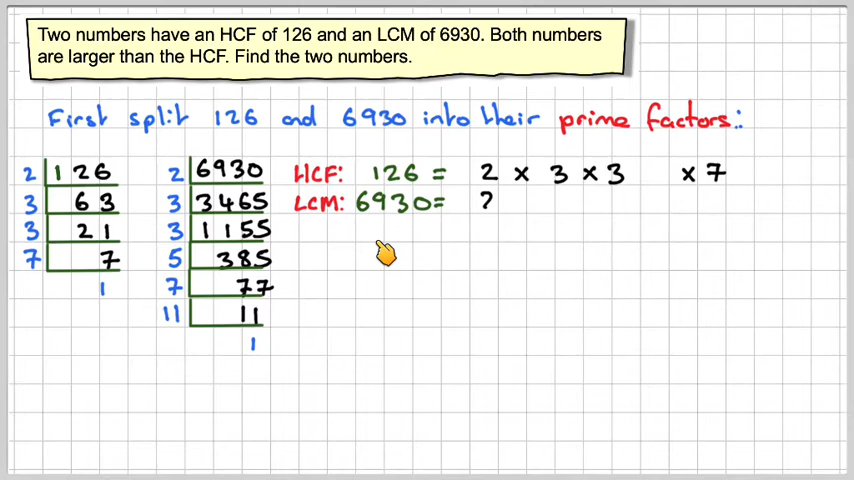 Two numbers have an HCF of 126 and an LCM of 6930. Both numbers
are larger than the HCF. Find the two numbers.
First split 126 and 6930 into their prime factors:
2 126
3 63
3 21
7 7
1
2 6930
3 3465
3 1155
5 385
7 77
11 11
1
HCF: 126 = 2 × 3 × 3 × 7
LCM: 6930= ?